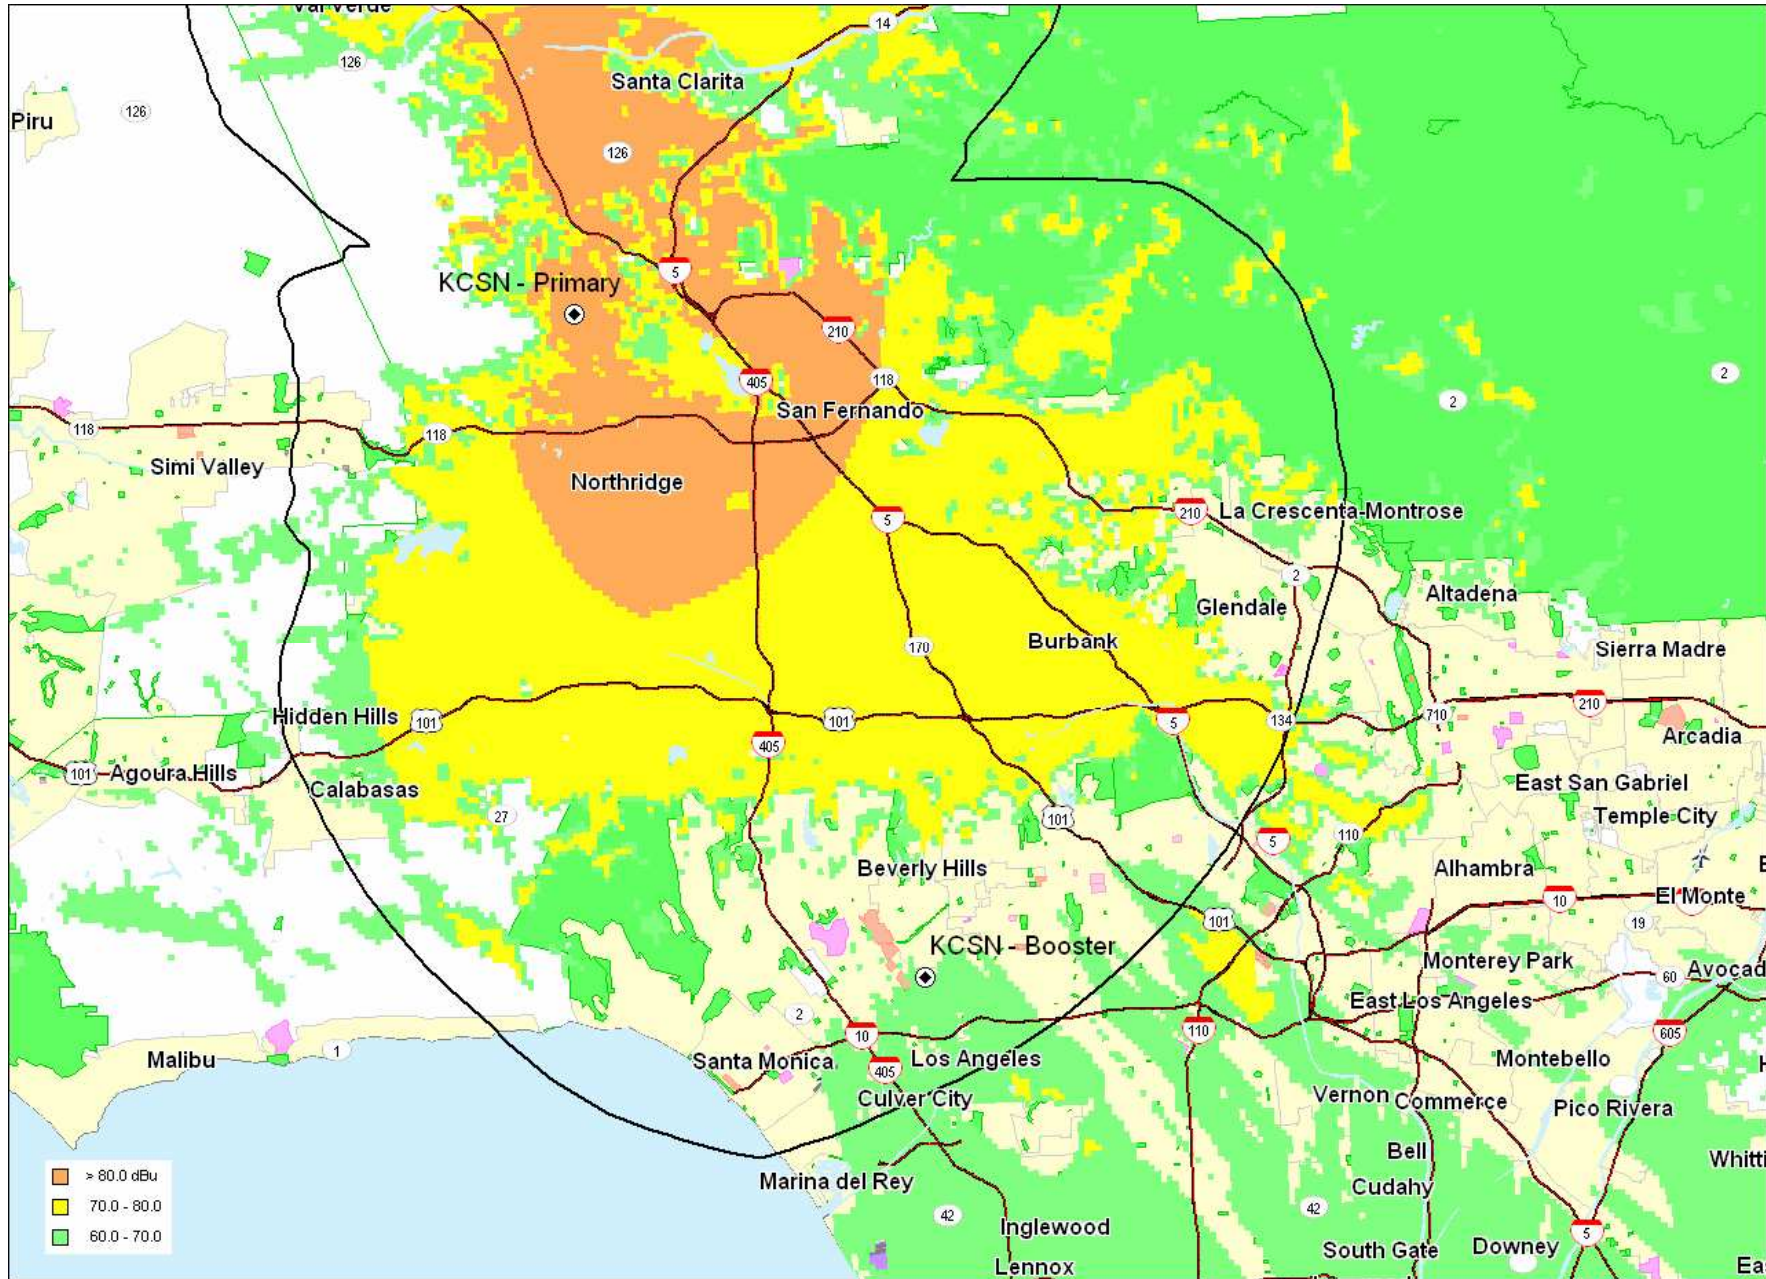 Val Verde
14
126
Santa Clarita
126
Piru
126
KCSN - Primary
5
210
2
405
118
2
San Fernando
118
118
Simi Valley
Northridge
210
La Crescenta-Montrose
5
2
Altadena
Glendale
170
Burbank
Sierra Madre
Hidden Hills
101
101
5
134
710
210
405
Arcadia
101
Agoura Hills
Calabasas
East San Gabriel
27
101
Temple City
5
110
Beverly Hills
Alhambra
10
El Monte
101
19
KCSN - Booster
Monterey Park
60
Avocad
East Los Angeles
2
10
110
605
Malibu
1
Santa Monica
Los Angeles
Montebello
405
Culver City
Vernon
Commerce
Pico Rivera
Bell
Whitti
> 80.0 dBu
Marina del Rey
Cudahy
70.0 - 80.0
42
42
60.0 - 70.0
Inglewood
5
South Gate
Downey
Lennox
Ea